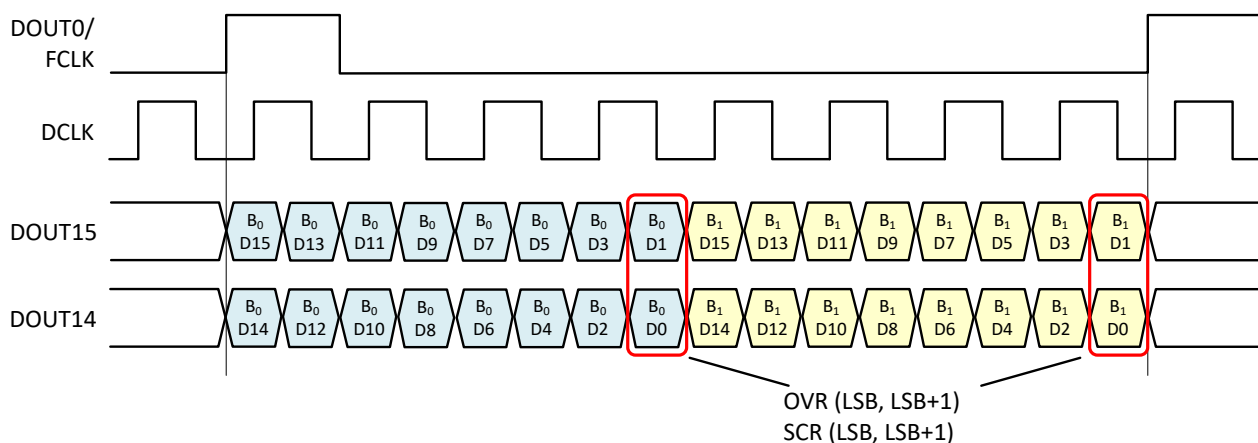 DOUT0/
FCLK
DCLK
DOUT15
B0 B0 B0 B0 B0 B0 B0 B0 B1 B1 B1 B1 B1 B1 B1 B1
D15 D13 D11 D9 D7 D5 D3 D1 D15 D13 D11 D9 D7 D5 D3 D1
DOUT14
B0 B0 B0 B0 B0 B0 B0 B0 B1 B1 B1 B1 B1 B1 B1 B1
D14 D12 D10 D8 D6 D4 D2 D0 D14 D12 D10 D8 D6 D4 D2 D0
OVR (LSB, LSB+1)
SCR (LSB, LSB+1)